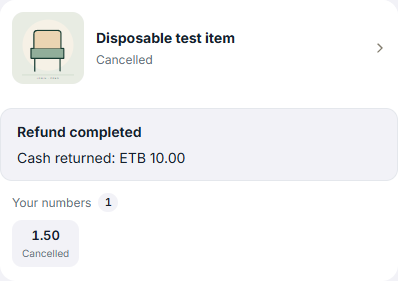 Disposable test item
Cancelled
Refund completed
Cash returned: ETB 10.00
Your numbers 1
1.50
Cancelled